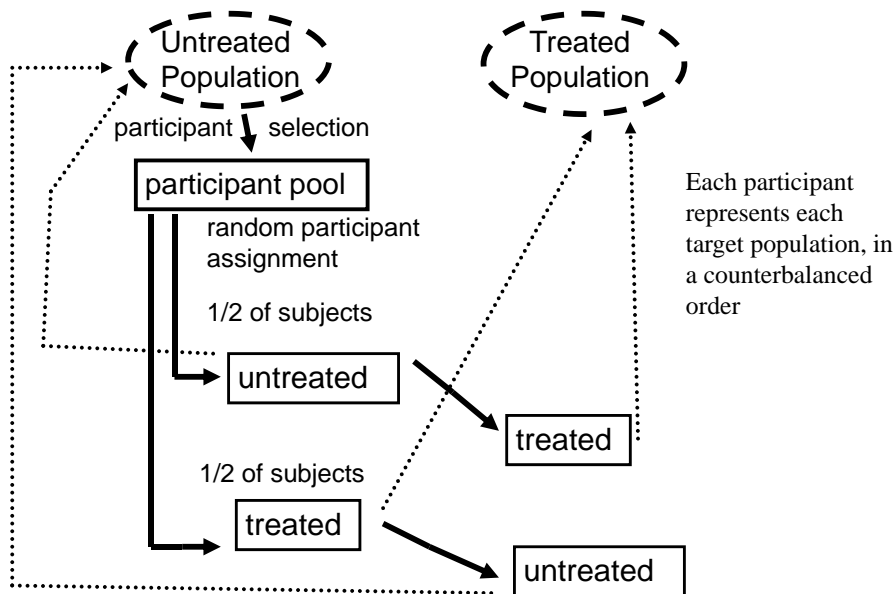 Untreated
Population
Treated
Population
participant selection
participant pool
random participant
assignment
Each participant
represents each
target population, in
a counterbalanced
order
1/2 of subjects
untreated
treated
1/2 of subjects
treated
untreated